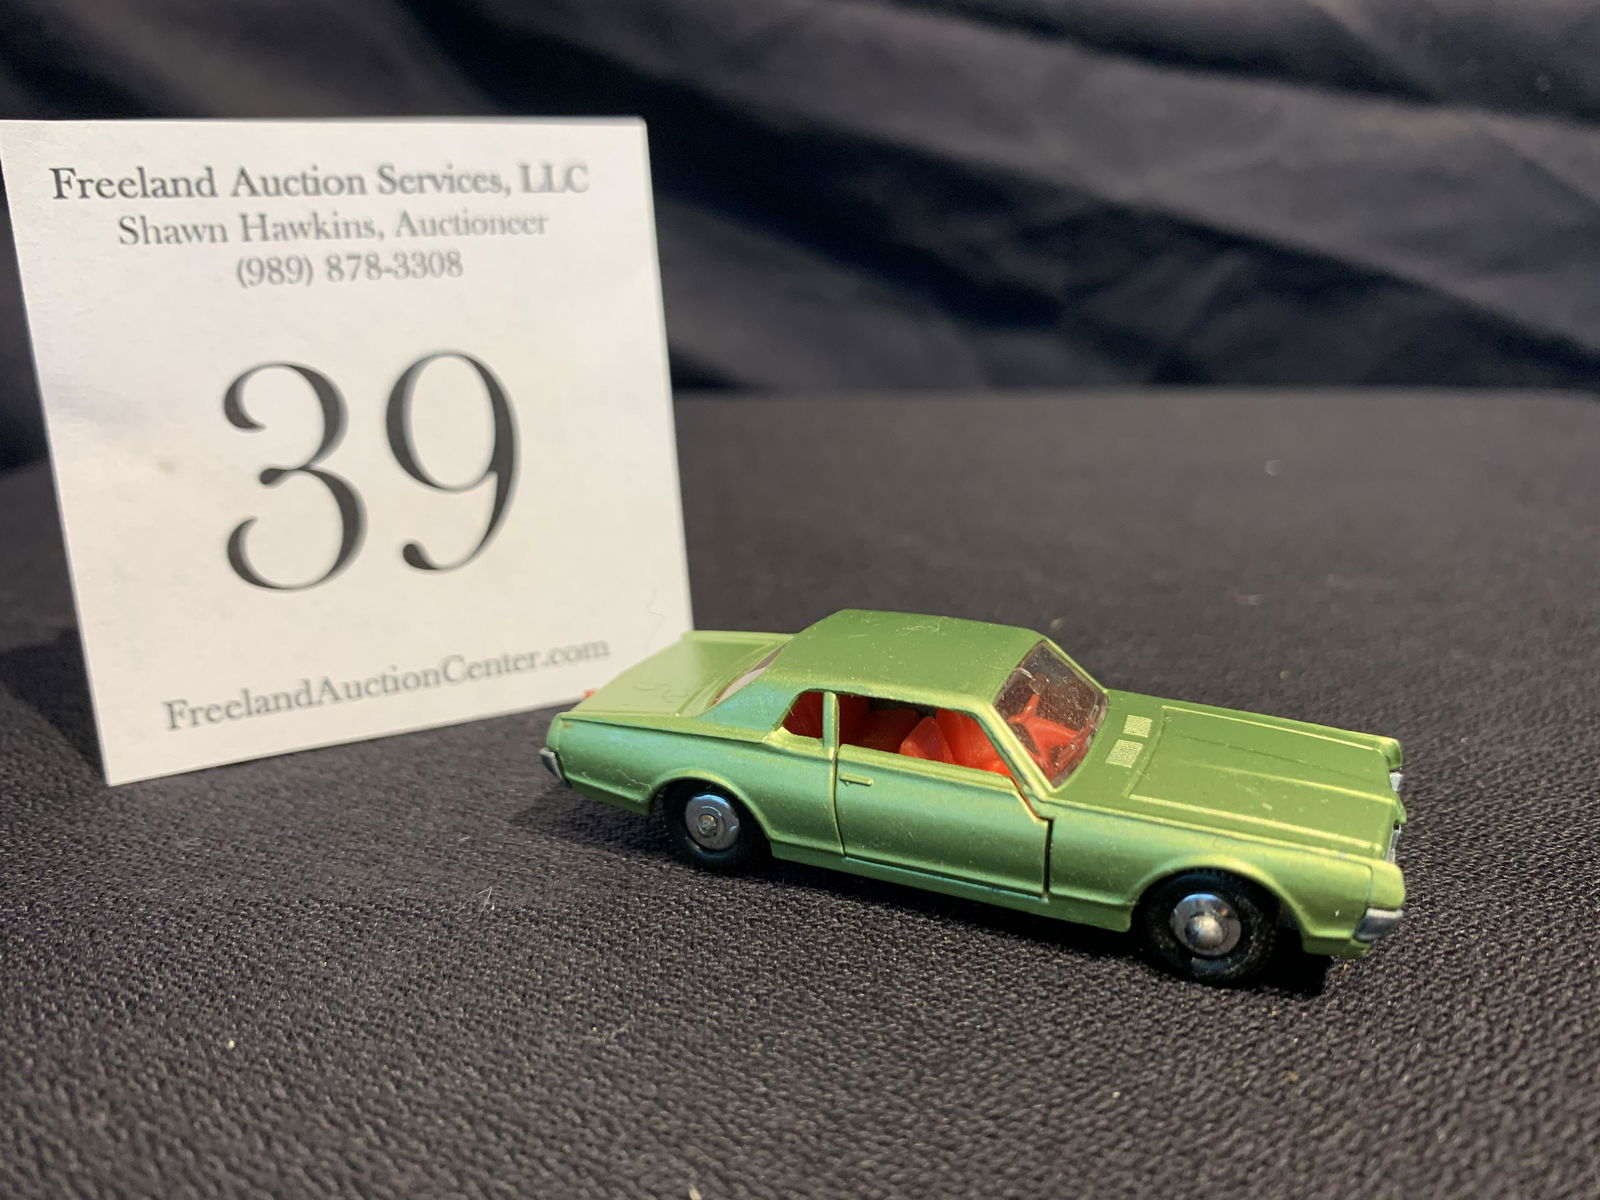 Freeland Auction Services, LLC
Shawn Hawkins, Auctioneer
(989) 878-3308
39
FreelandAuctionCenter.com